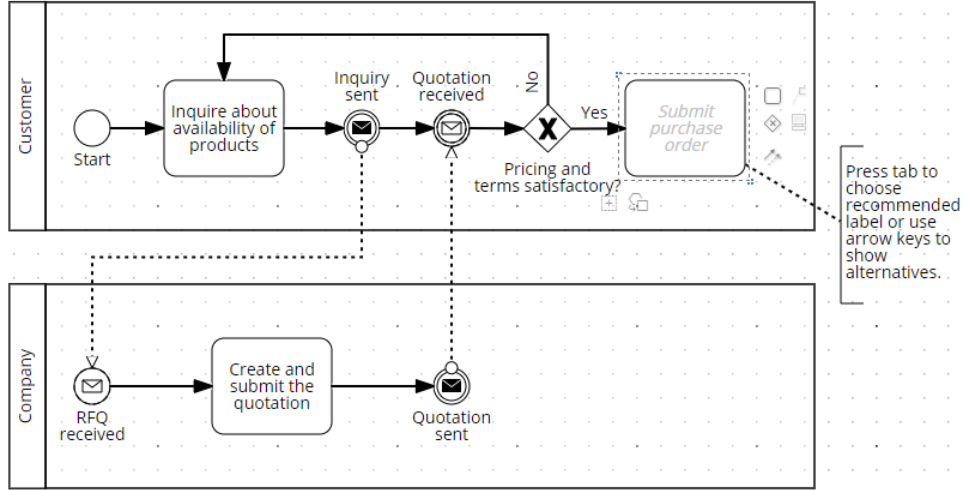 Customer
Start
Inquire about
availability of
products
Inquiry
sent
Quotation
received
No
Pricing and
terms satisfactory?
Yes
Submit
purchase
order
Press tab to
choose
recommended
label or use
arrow keys to
show
alternatives.
Company
RFQ
received
Create and
submit the
quotation
Quotation
sent